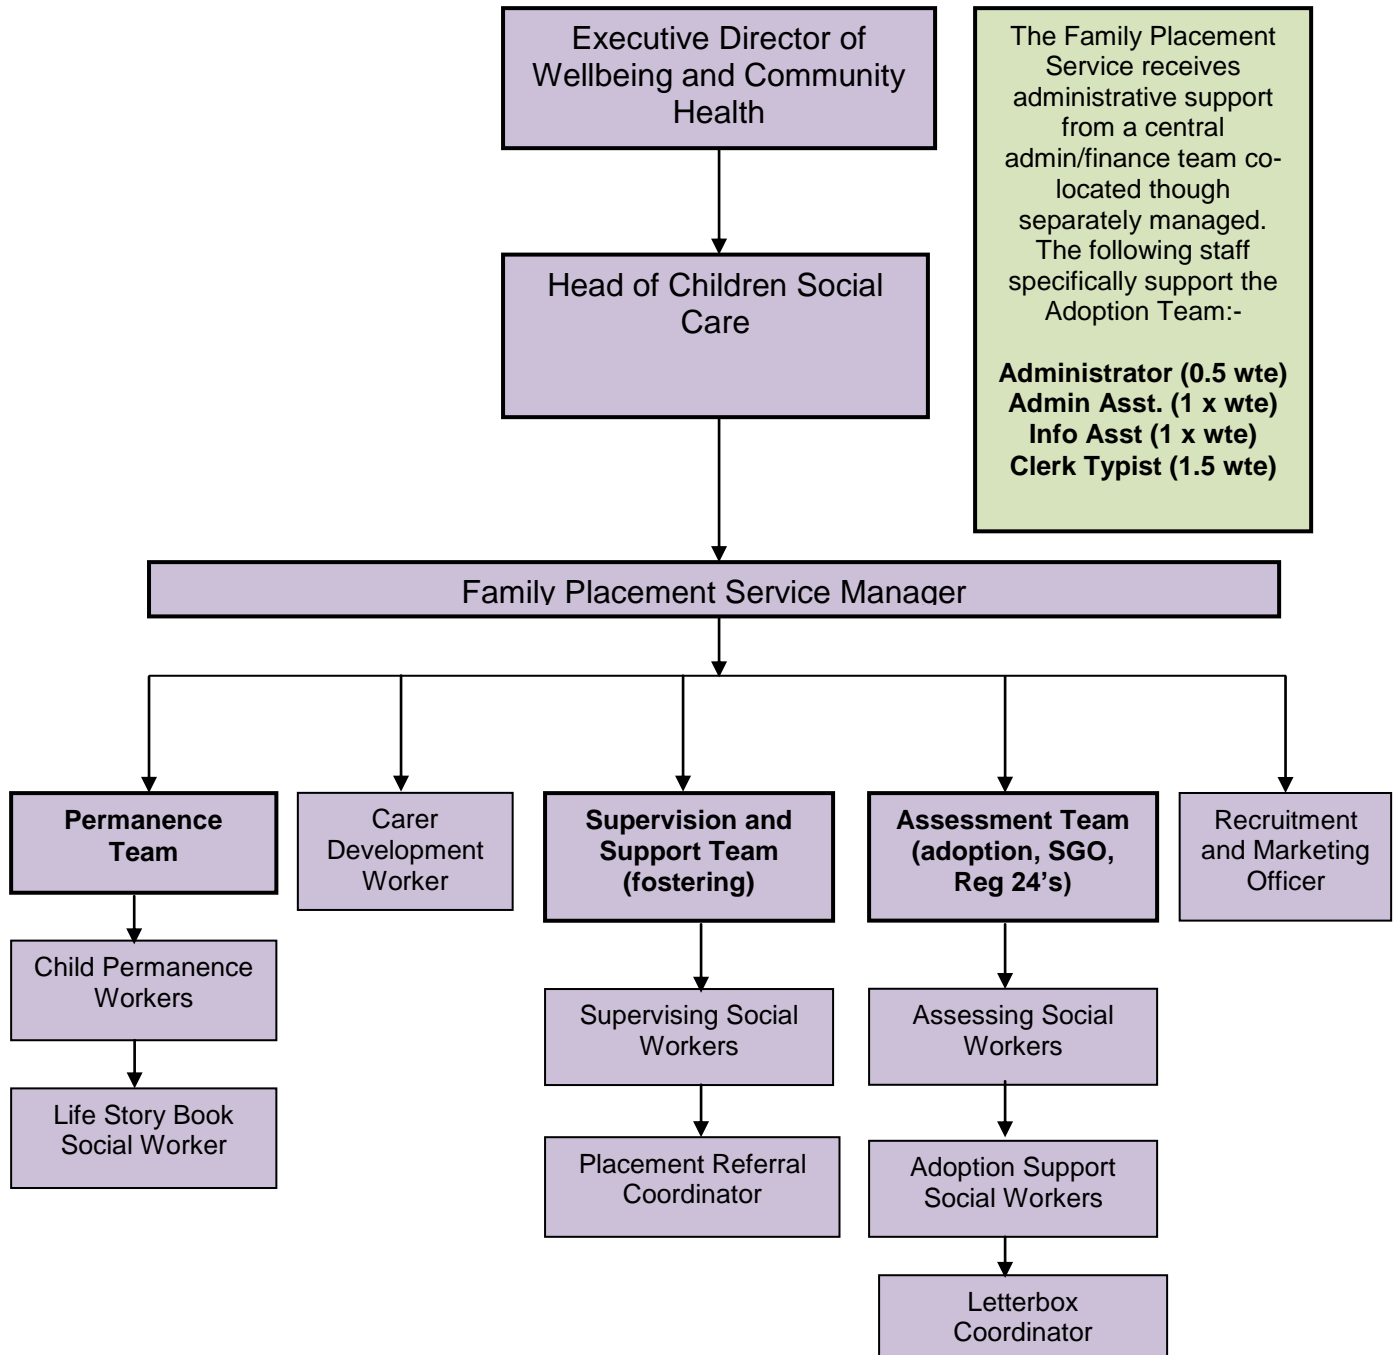 Executive Director of
Wellbeing and Community
Health
The Family Placement
Service receives
administrative support
from a central
admin/finance team co-
located though
separately managed.
The following staff
specifically support the
Adoption Team:-
Administrator (0.5 wte)
Admin Asst. (1 x wte)
Info Asst (1 x wte)
Clerk Typist (1.5 wte)
Head of Children Social
Care
Family Placement Service Manager
Permanence
Team
Carer
Development
Worker
Supervision and
Support Team
(fostering)
Assessment Team
(adoption, SGO,
Reg 24’s)
Recruitment
and Marketing
Officer
Child Permanence
Workers
Supervising Social
Workers
Assessing Social
Workers
Life Story Book
Social Worker
Placement Referral
Coordinator
Adoption Support
Social Workers
Letterbox
Coordinator